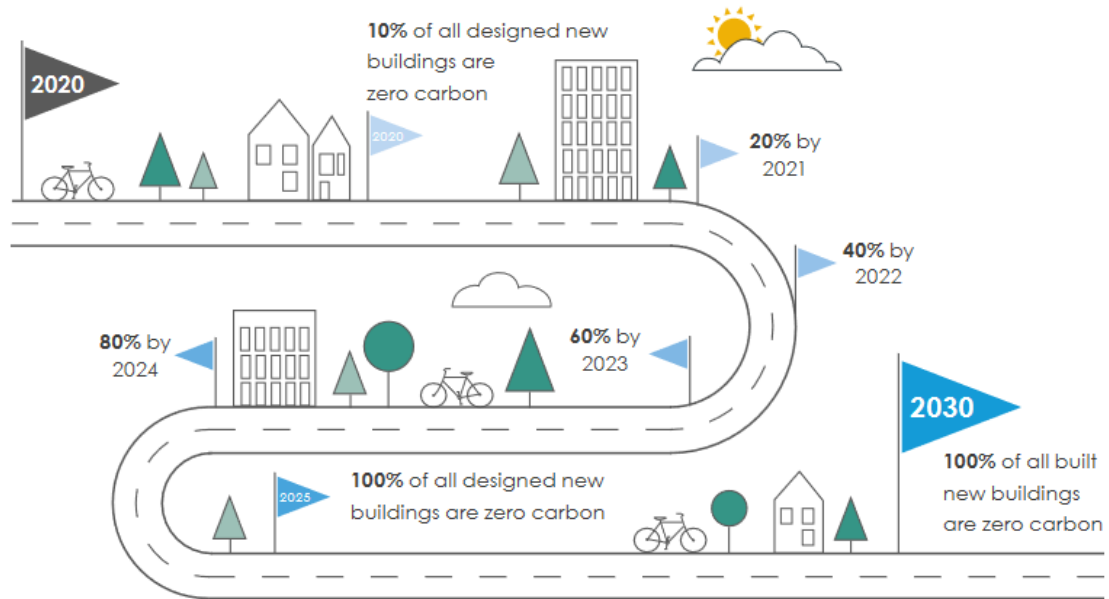 2020
10% of all designed new
buildings are
zero carbon
2020
20% by
2021
40% by
2022
60% by
2023
80% by
2024
2025
100% of all designed new
buildings are zero carbon
2030
100% of all built
new buildings
are zero carbon